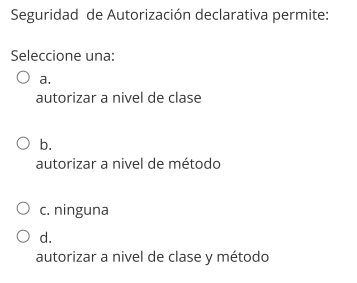 Seguridad de Autorización declarativa permite:
Seleccione una:
a.
autorizar a nivel de clase
b.
autorizar a nivel de método
c. ninguna
d.
autorizar a nivel de clase y método